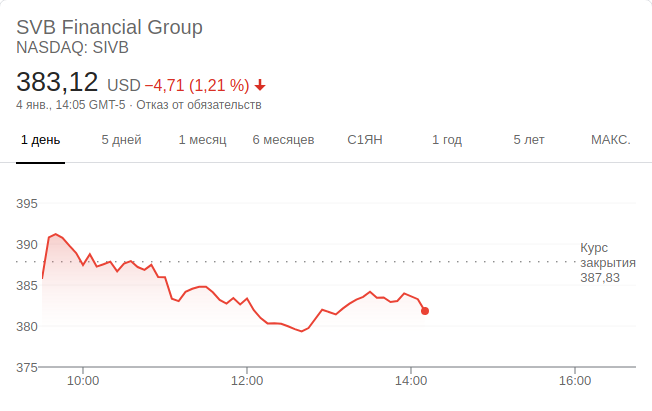 SVB Financial Group
NASDAQ: SIVB
383,12 USD −4,71 (1,21 %)
4 янв., 14:05 GMT-5 · Отказ от обязательств
1 день 5 дней 1 месяц 6 месяцев С1ЯН 1 год 5 лет МАКС.
395
390
385
380
375
Курс
закрытия
387,83
10:00 12:00 14:00 16:00